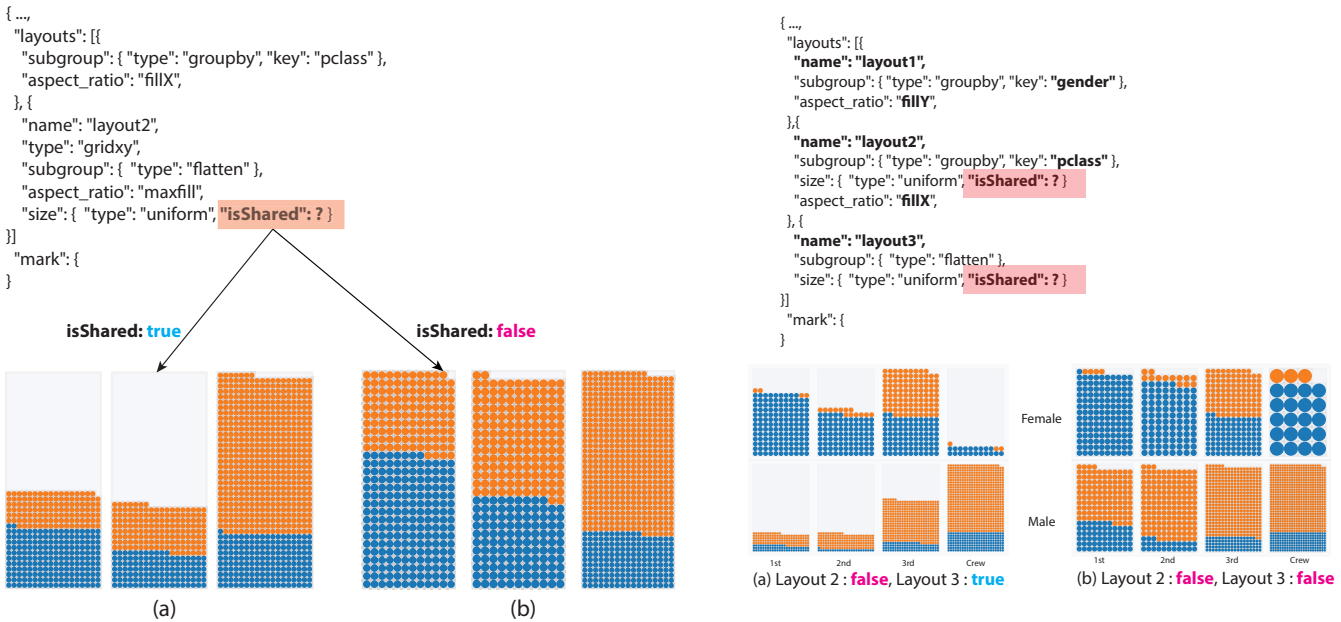 { ...,
"layouts": [{
"subgroup": { "type": "groupby", "key": "pclass" },
"aspect_ratio": "fillX",
}, {
"name": "layout2",
"type": "gridxy",
"subgroup": { "type": "flatten" },
"aspect_ratio": "maxfill",
"size": { "type": "uniform", "isShared": ? }
}]
"mark": {
}
isShared: true
isShared: false
(a)
(b)
{ ...,
"layouts": [{
"name": "layout1",
"subgroup": { "type": "groupby", "key": "gender" },
"aspect_ratio": "fillY",
},{
"name": "layout2",
"subgroup": { "type": "groupby", "key": "pclass" },
"size": { "type": "uniform", "isShared": ? }
"aspect_ratio": "fillX",
}, {
"name": "layout3",
"subgroup": { "type": "flatten" },
"size": { "type": "uniform", "isShared": ? }
}]
"mark": {
}
Female
Male
1st 2nd 3rd Crew
1st 2nd 3rd Crew
(a) Layout 2 : false, Layout 3 : true
(b) Layout 2 : false, Layout 3 : false